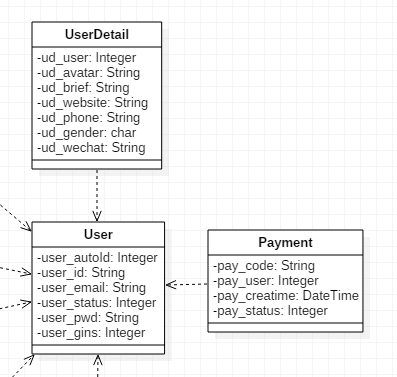 UserDetail
-ud_user: Integer
-ud_avatar: String
-ud_brief: String
-ud_website: String
-ud_phone: String
-ud_gender: char
-ud_wechat: String
User
-user_autoId: Integer
-user_id: String
-user_email: String
-user_status: Integer
-user_pwd: String
-user_gins: Integer
Payment
-pay_code: String
-pay_user: Integer
-pay_creatime: DateTime
-pay_status: Integer